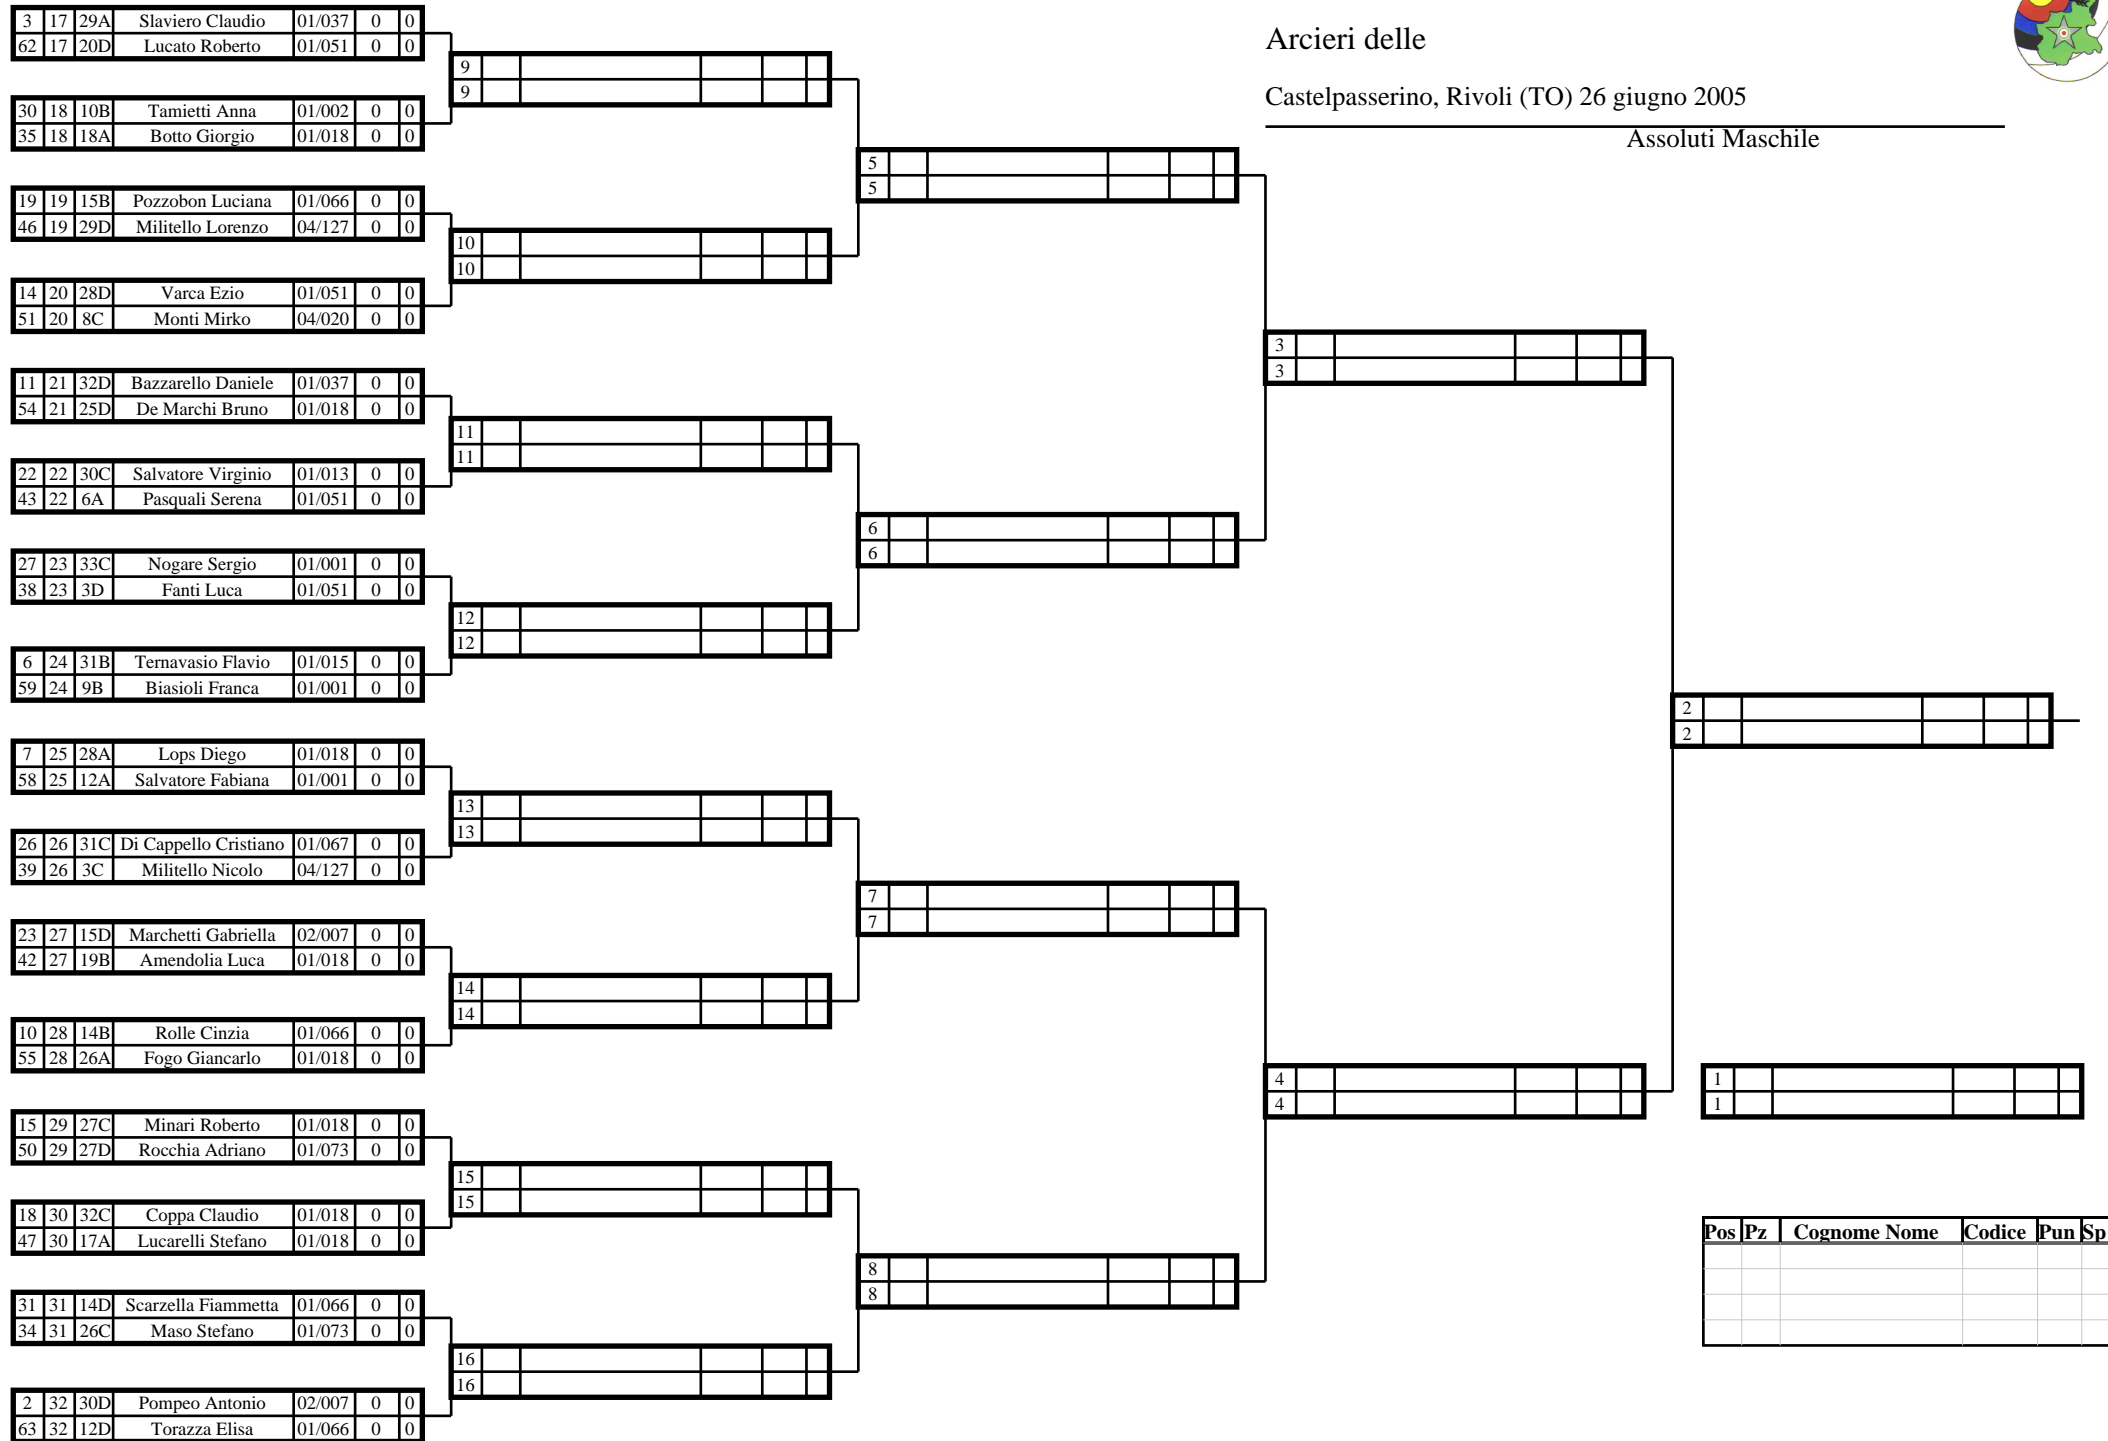 Arcieri delle
Castelpasserino, Rivoli (TO) 26 giugno 2005
Assoluti Maschile
3 17 29A Slaviero Claudio 01/037 0 0
62 17 20D Lucato Roberto 01/051 0 0
30 18 10B Tamietti Anna 01/002 0 0
35 18 18A Botto Giorgio 01/018 0 0
19 19 15B Pozzobon Luciana 01/066 0 0
46 19 29D Militello Lorenzo 04/127 0 0
14 20 28D Varca Ezio 01/051 0 0
51 20 8C Monti Mirko 04/020 0 0
11 21 32D Bazzarello Daniele 01/037 0 0
54 21 25D De Marchi Bruno 01/018 0 0
22 22 30C Salvatore Virginio 01/013 0 0
43 22 6A Pasquali Serena 01/051 0 0
27 23 33C Nogare Sergio 01/001 0 0
38 23 3D Fanti Luca 01/051 0 0
6 24 31B Ternavasio Flavio 01/015 0 0
59 24 9B Biasioli Franca 01/001 0 0
7 25 28A Lops Diego 01/018 0 0
58 25 12A Salvatore Fabiana 01/001 0 0
26 26 31C Di Cappello Cristiano 01/067 0 0
39 26 3C Militello Nicolo 04/127 0 0
23 27 15D Marchetti Gabriella 02/007 0 0
42 27 19B Amendolia Luca 01/018 0 0
10 28 14B Rolle Cinzia 01/066 0 0
55 28 26A Fogo Giancarlo 01/018 0 0
15 29 27C Minari Roberto 01/018 0 0
50 29 27D Rocchia Adriano 01/073 0 0
18 30 32C Coppa Claudio 01/018 0 0
47 30 17A Lucarelli Stefano 01/018 0 0
31 31 14D Scarzella Fiammetta 01/066 0 0
34 31 26C Maso Stefano 01/073 0 0
2 32 30D Pompeo Antonio 02/007 0 0
63 32 12D Torazza Elisa 01/066 0 0
9
9
10
10
11
11
12
12
13
13
14
14
15
15
16
16
5
5
6
6
7
7
8
8
3
3
4
4
2
2
1
1
Pos Pz Cognome Nome Codice Pun Sp